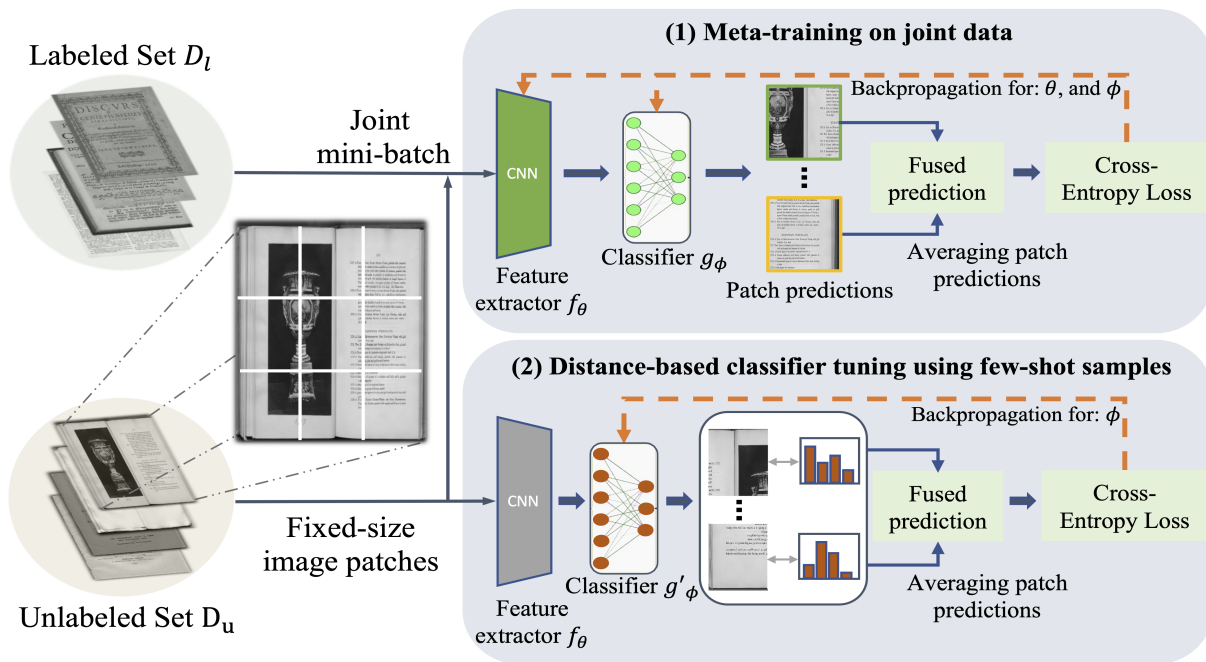 Labeled Set D_l
DISCVRS
Joint
mini-batch
Fixed-size
image patches
Unlabeled Set D_u
(1) Meta-training on joint data
Backpropagation for: θ, and ϕ
CNN
Feature
extractor f_θ
Classifier g_ϕ
Patch predictions
Fused
prediction
Averaging patch
predictions
Cross-
Entropy Loss
(2) Distance-based classifier tuning using few-shot samples
Backpropagation for: ϕ
CNN
Feature
extractor f_θ
Classifier g'_ϕ
Fused
prediction
Averaging patch
predictions
Cross-
Entropy Loss